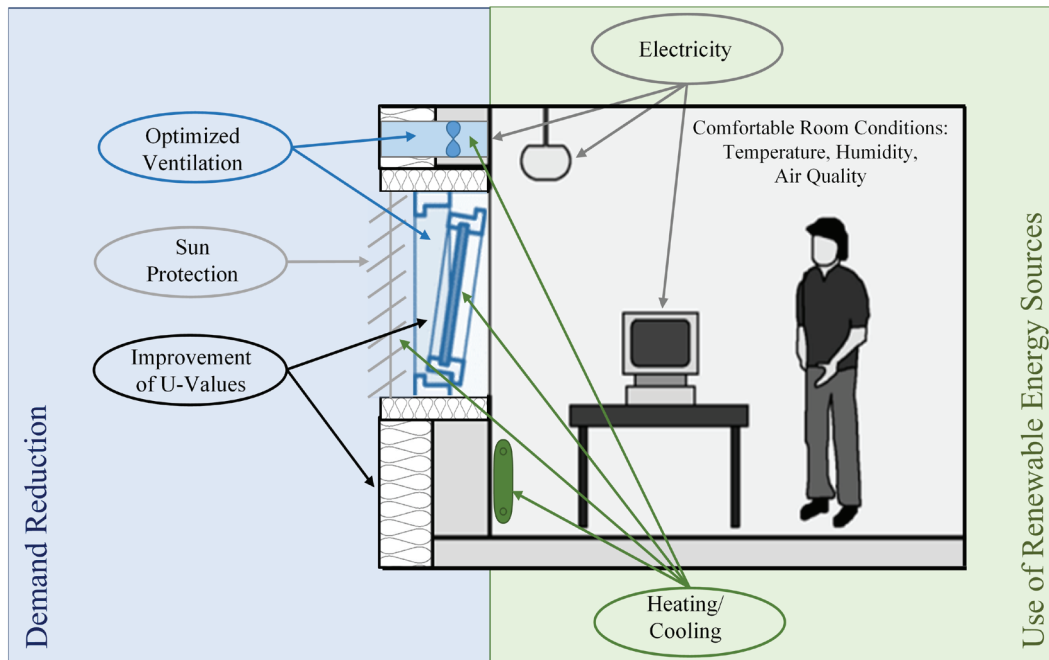 Electricity
Optimized
Ventilation
Comfortable Room Conditions:
Temperature, Humidity,
Air Quality
Sun
Protection
Improvement
of U-Values
Demand Reduction
Use of Renewable Energy Sources
Heating/
Cooling